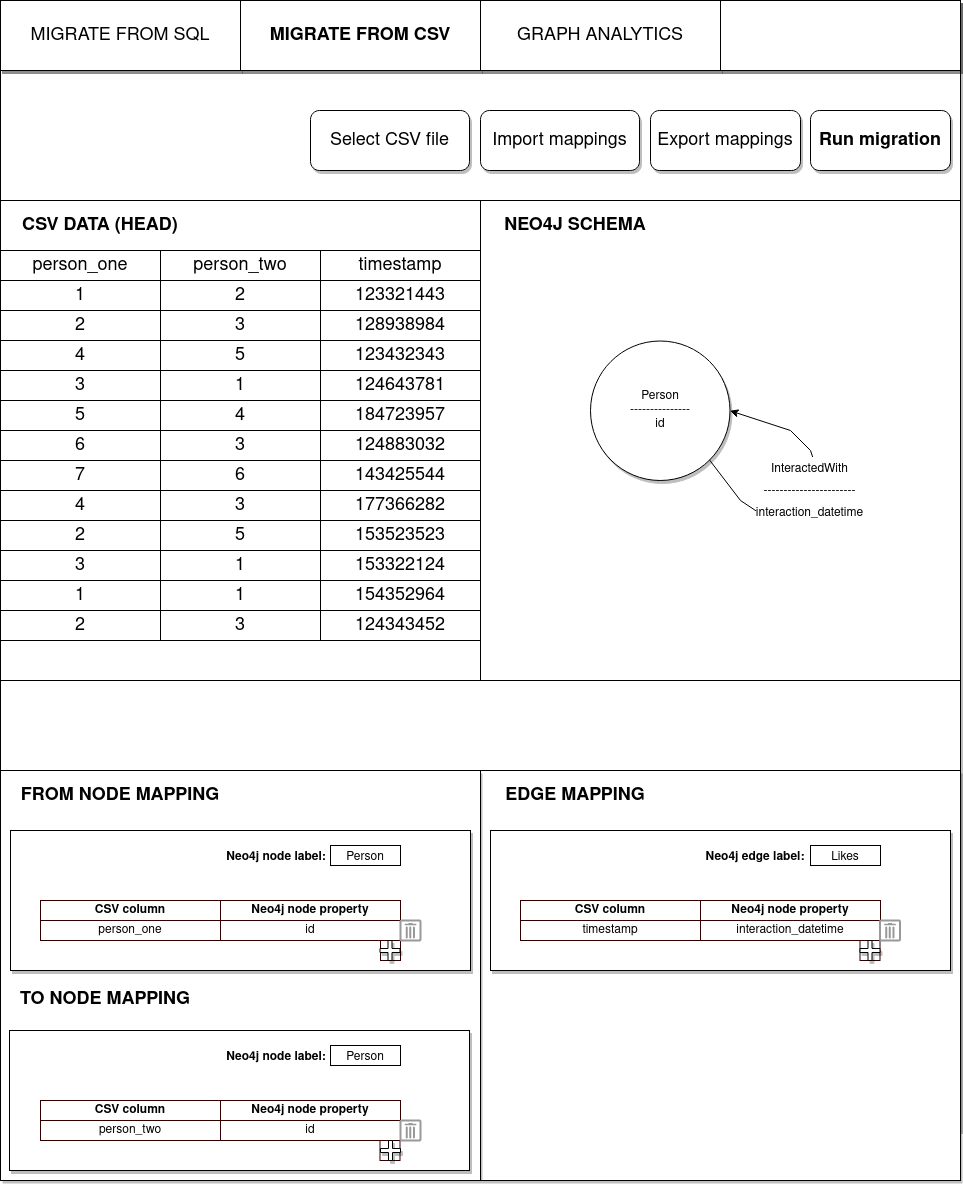 MIGRATE FROM SQL MIGRATE FROM CSV GRAPH ANALYTICS
Select CSV file Import mappings Export mappings Run migration
CSV DATA (HEAD)
person_one person_two timestamp
1 2 123321443
2 3 128938984
4 5 123432343
3 1 124643781
5 4 184723957
6 3 124883032
7 6 143425544
4 3 177366282
2 5 153523523
3 1 153322124
1 1 154352964
2 3 124343452
NEO4J SCHEMA
Person
---------------
id
InteractedWith
-----------------------
interaction_datetime
FROM NODE MAPPING
Neo4j node label: Person
CSV column Neo4j node property
person_one id
TO NODE MAPPING
Neo4j node label: Person
CSV column Neo4j node property
person_two id
EDGE MAPPING
Neo4j edge label: Likes
CSV column Neo4j node property
timestamp interaction_datetime